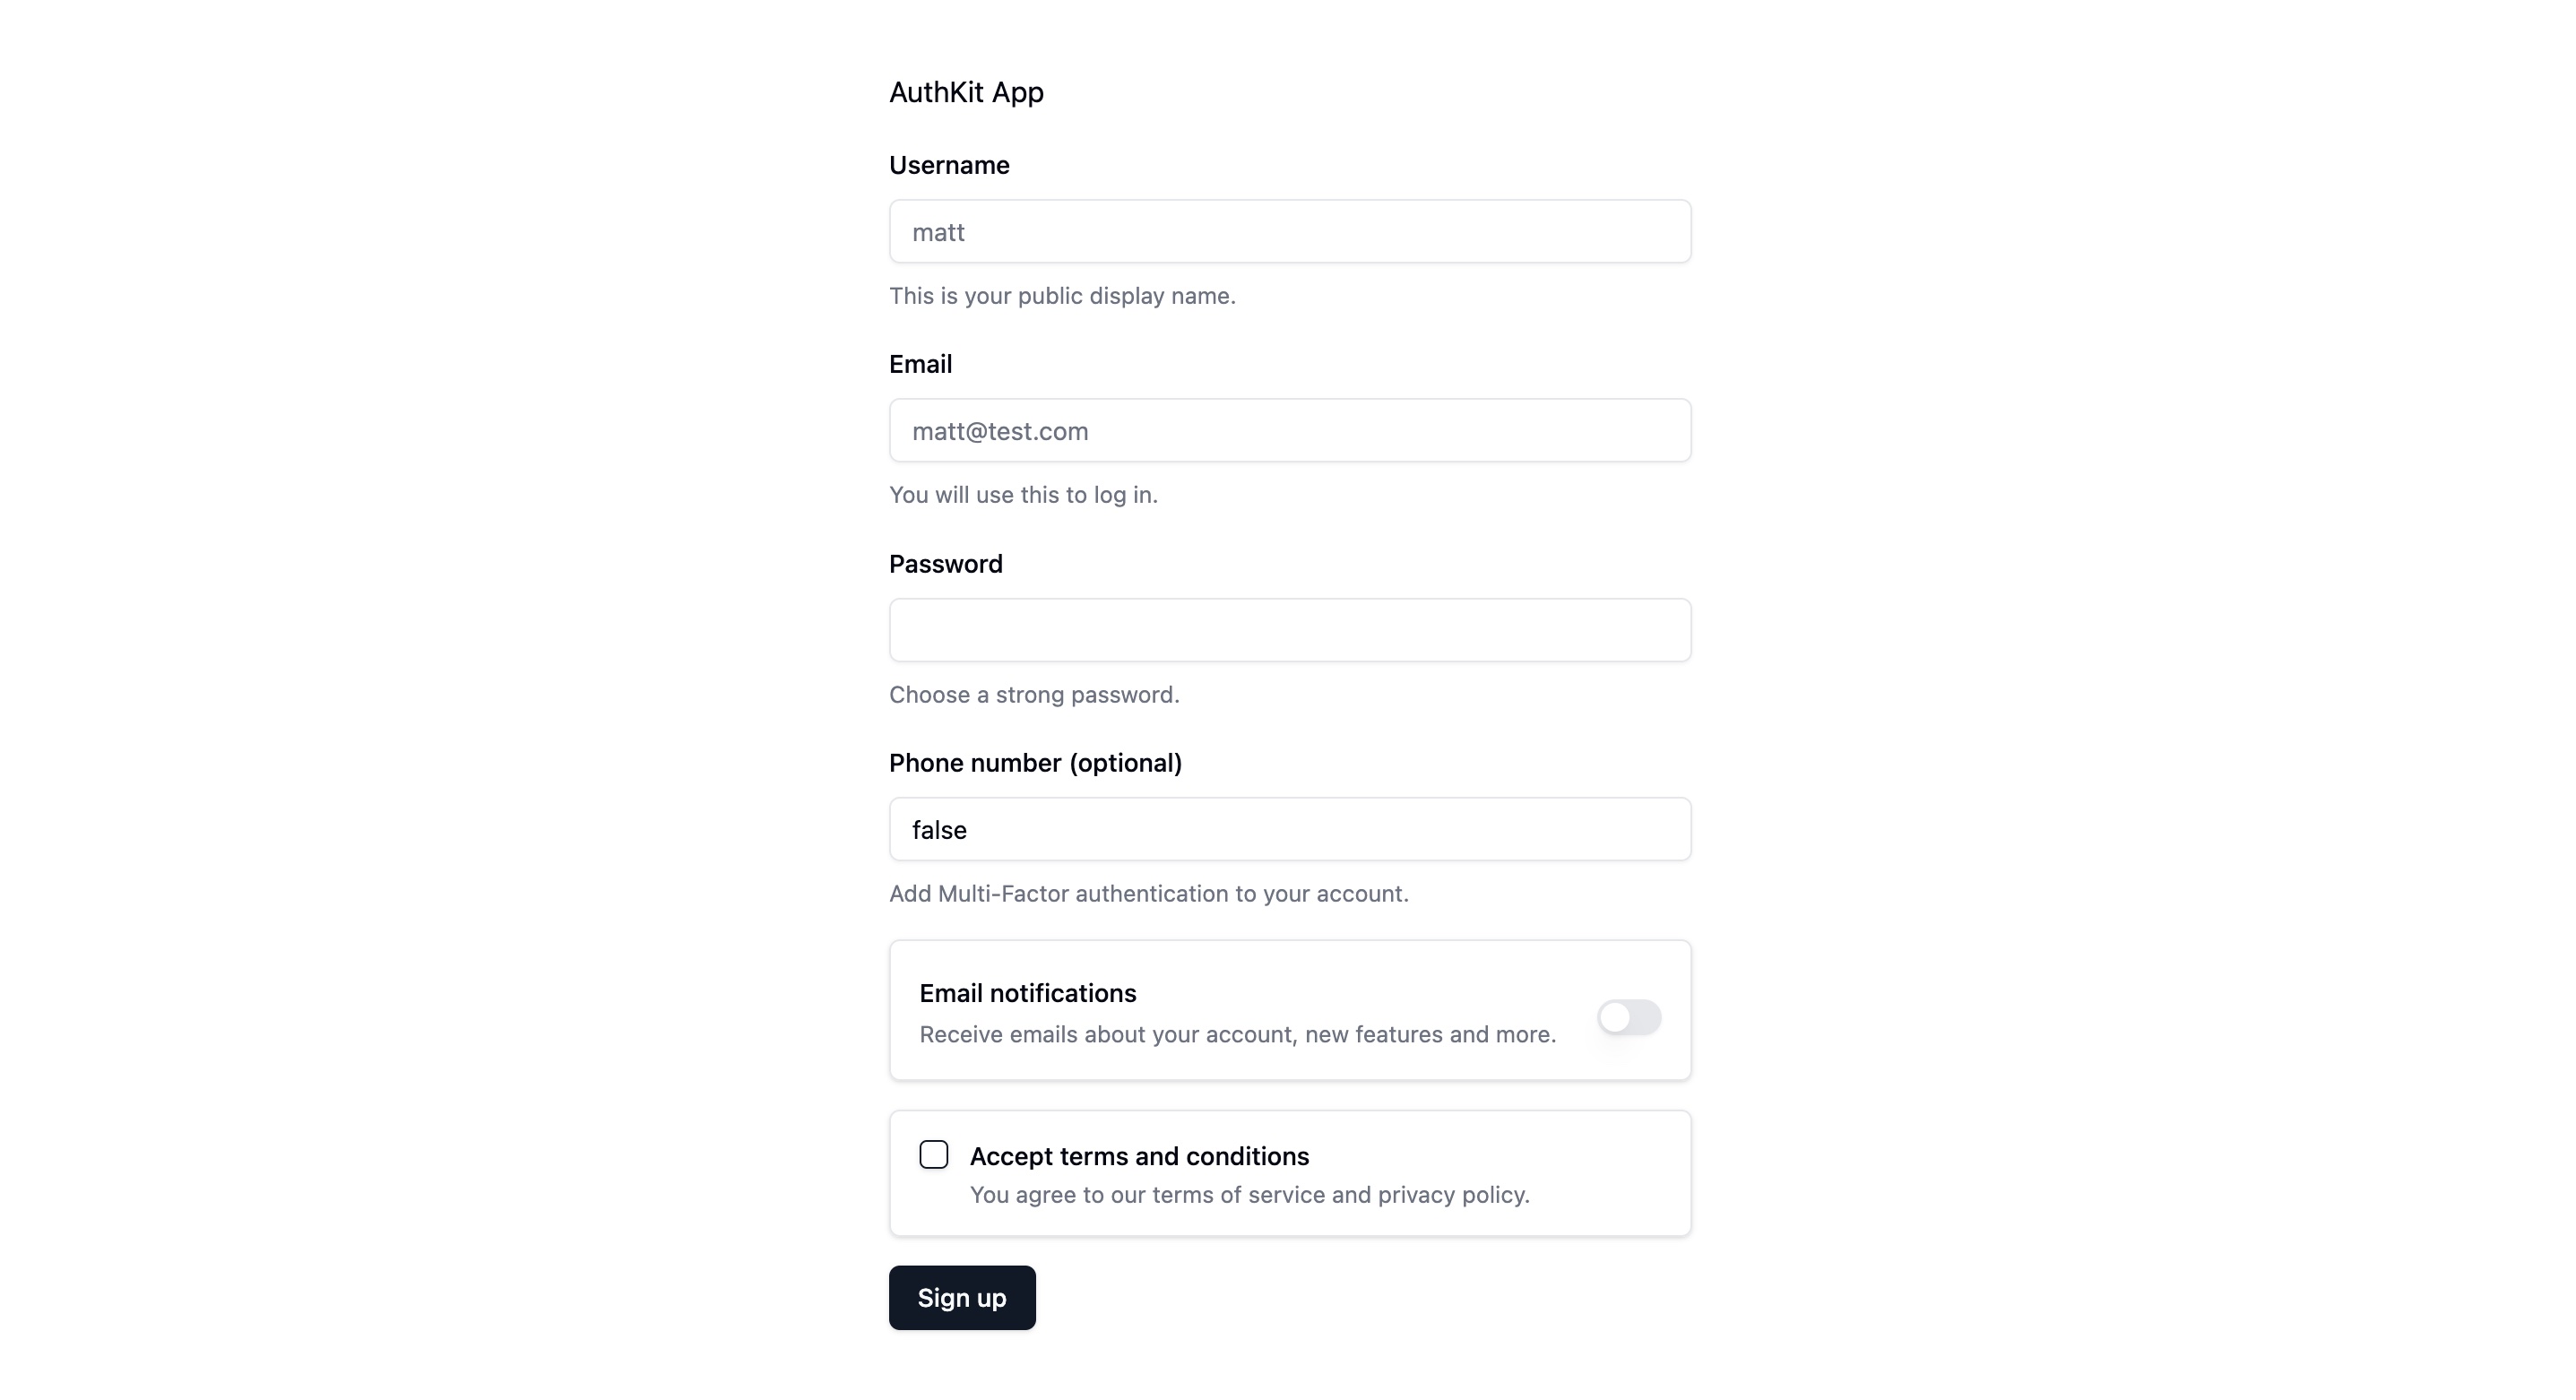 AuthKit App
Username
matt
This is your public display name.
Email
matt@test.com
You will use this to log in.
Password
Choose a strong password.
Phone number (optional)
false
Add Multi-Factor authentication to your account.
Email notifications
Receive emails about your account, new features and more.
Accept terms and conditions
You agree to our terms of service and privacy policy.
Sign up